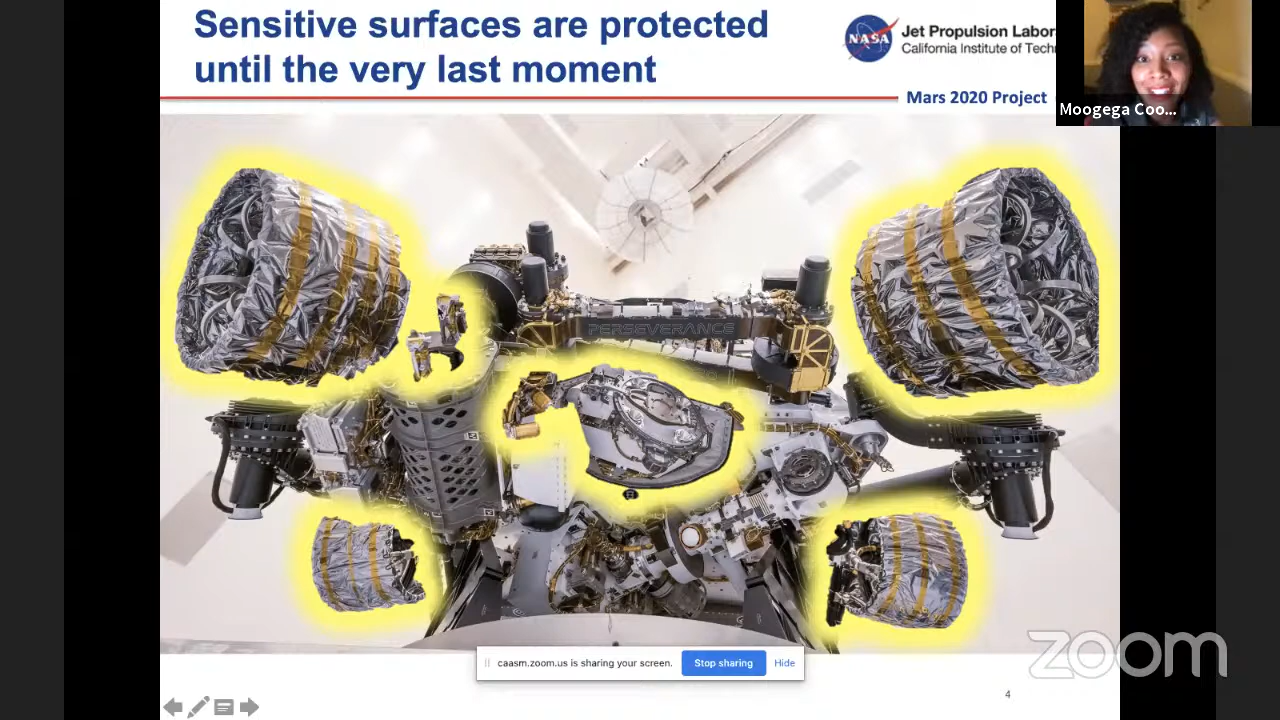 Sensitive surfaces are protected
until the very last moment
NASA
Jet Propulsion Labor
California Institute of Techn
Mars 2020 Project
Moogega Coo...
PERSEVERANCE
caasm.zoom.us is sharing your screen.
Stop sharing
Hide
zoom
4